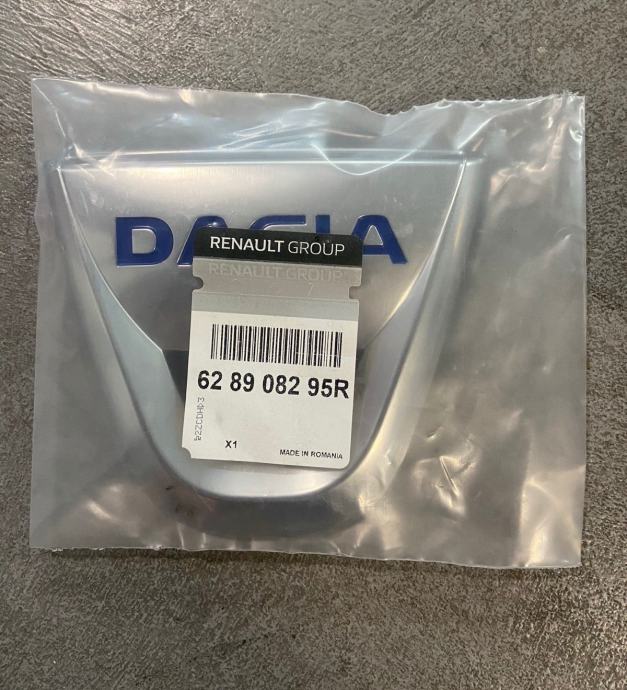 DACIA
RENAULT GROUP
RENAULT GROUP
62 89 082 95R
X1
MADE IN ROMANIA